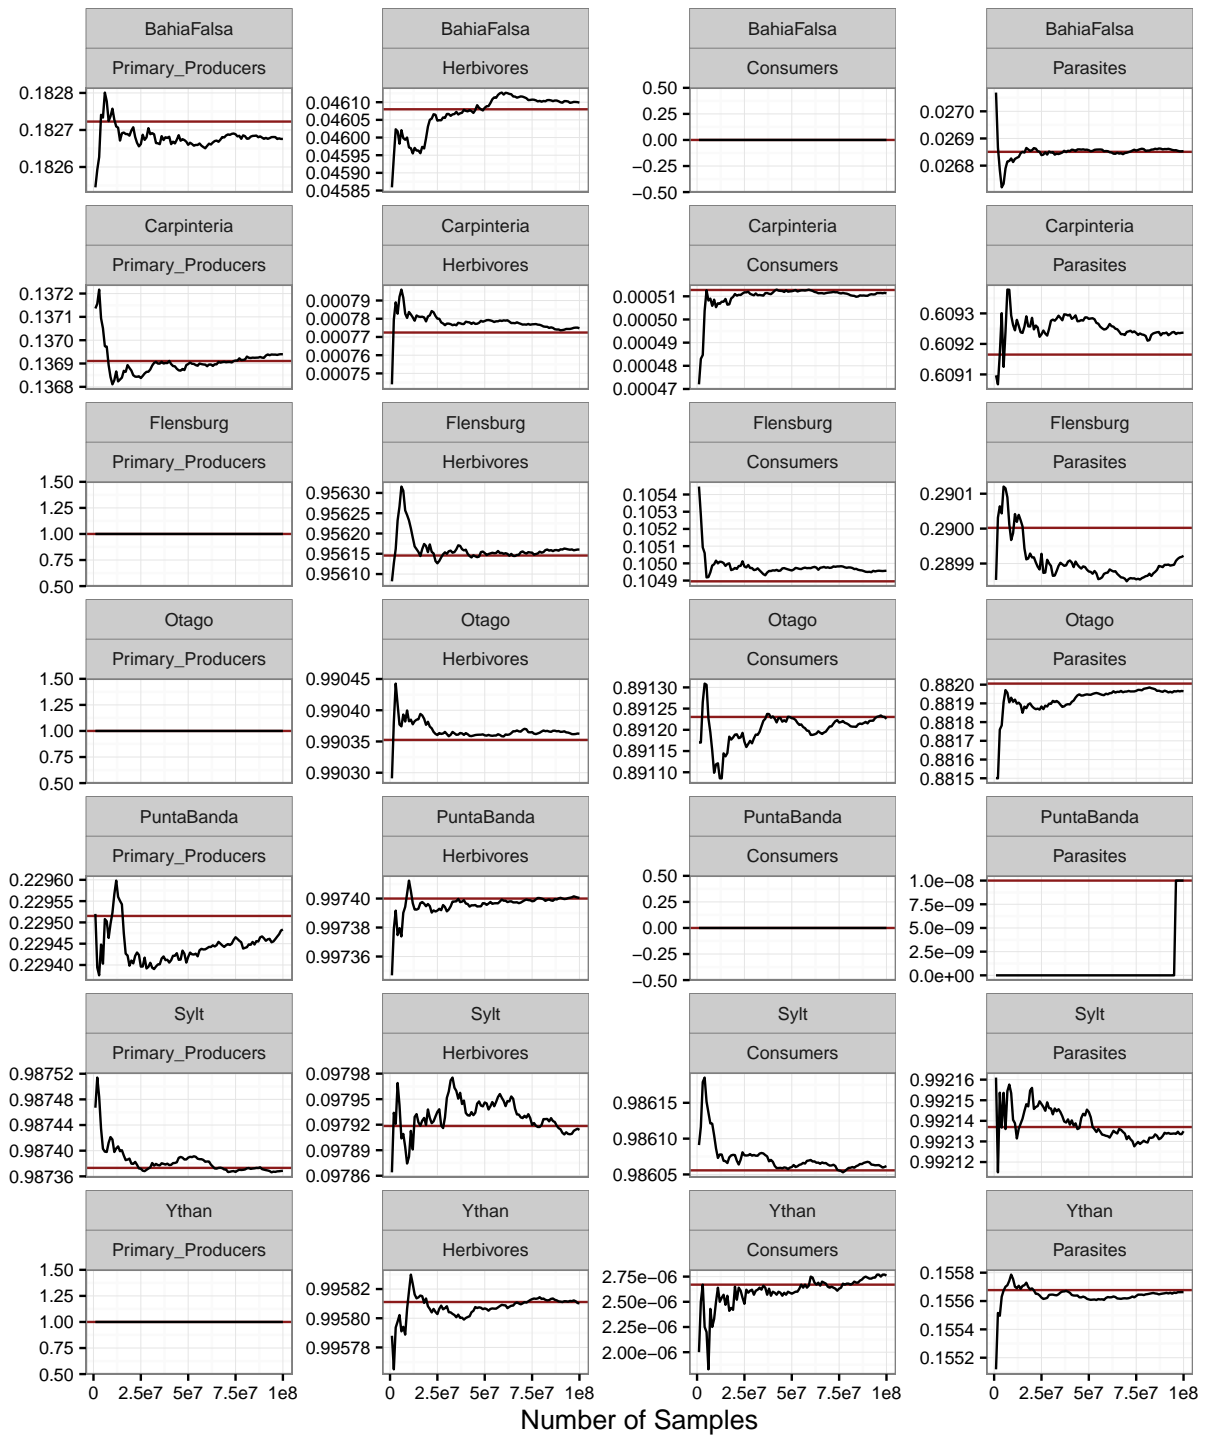 BahiaFalsa BahiaFalsa BahiaFalsa BahiaFalsa
Primary_Producers Herbivores Consumers Parasites
0.1828 0.04610 0.50 0.0270
0.1827 0.04605 0.25 0.0269
0.1826 0.04600 0.00 0.0268
0.04595 −0.25
0.04590 −0.50
0.04585
Carpinteria Carpinteria Carpinteria Carpinteria
Primary_Producers Herbivores Consumers Parasites
0.13672 0.00079 0.00051 0.6093
0.13671 0.00078 0.00050 0.6092
0.13670 0.00077 0.00049 0.6091
0.13669 0.00076 0.00048
0.13668 0.00075 0.00047
Flensburg Flensburg Flensburg Flensburg
Primary_Producers Herbivores Consumers Parasites
1.50 0.95630 0.1054 0.2901
1.25 0.95625 0.1053 0.2900
1.00 0.95620 0.1052 0.2899
0.75 0.95615 0.1051
0.50 0.95610 0.1050
0.1049
Otago Otago Otago Otago
Primary_Producers Herbivores Consumers Parasites
1.50 0.99045 0.89130 0.8820
1.25 0.99040 0.89125 0.8819
1.00 0.99035 0.89120 0.8818
0.75 0.99030 0.89115 0.8817
0.50 0.89110 0.8816
0.8815
PuntaBanda PuntaBanda PuntaBanda PuntaBanda
Primary_Producers Herbivores Consumers Parasites
0.22960 0.99740 0.50 1.0e−08
0.22955 0.99738 0.25 7.5e−09
0.22950 0.99736 0.00 5.0e−09
0.22945 −0.25 2.5e−09
0.22940 −0.50 0.0e+00
Sylt Sylt Sylt Sylt
Primary_Producers Herbivores Consumers Parasites
0.98752 0.09798 0.98615 0.99216
0.98748 0.09795 0.98610 0.99215
0.98744 0.09792 0.98605 0.99214
0.98740 0.09789 0.99213
0.98736 0.09786 0.99212
Ythan Ythan Ythan Ythan
Primary_Producers Herbivores Consumers Parasites
1.50 0.99582 2.75e−06 0.1558
1.25 0.99580 2.50e−06 0.1556
1.00 0.99578 2.25e−06 0.1554
0.75 2.00e−06 0.1552
0.50
0 2.5e7 5e7 7.5e7 1e8 0 2.5e7 5e7 7.5e7 1e8 0 2.5e7 5e7 7.5e7 1e8 0 2.5e7 5e7 7.5e7 1e8
Number of Samples